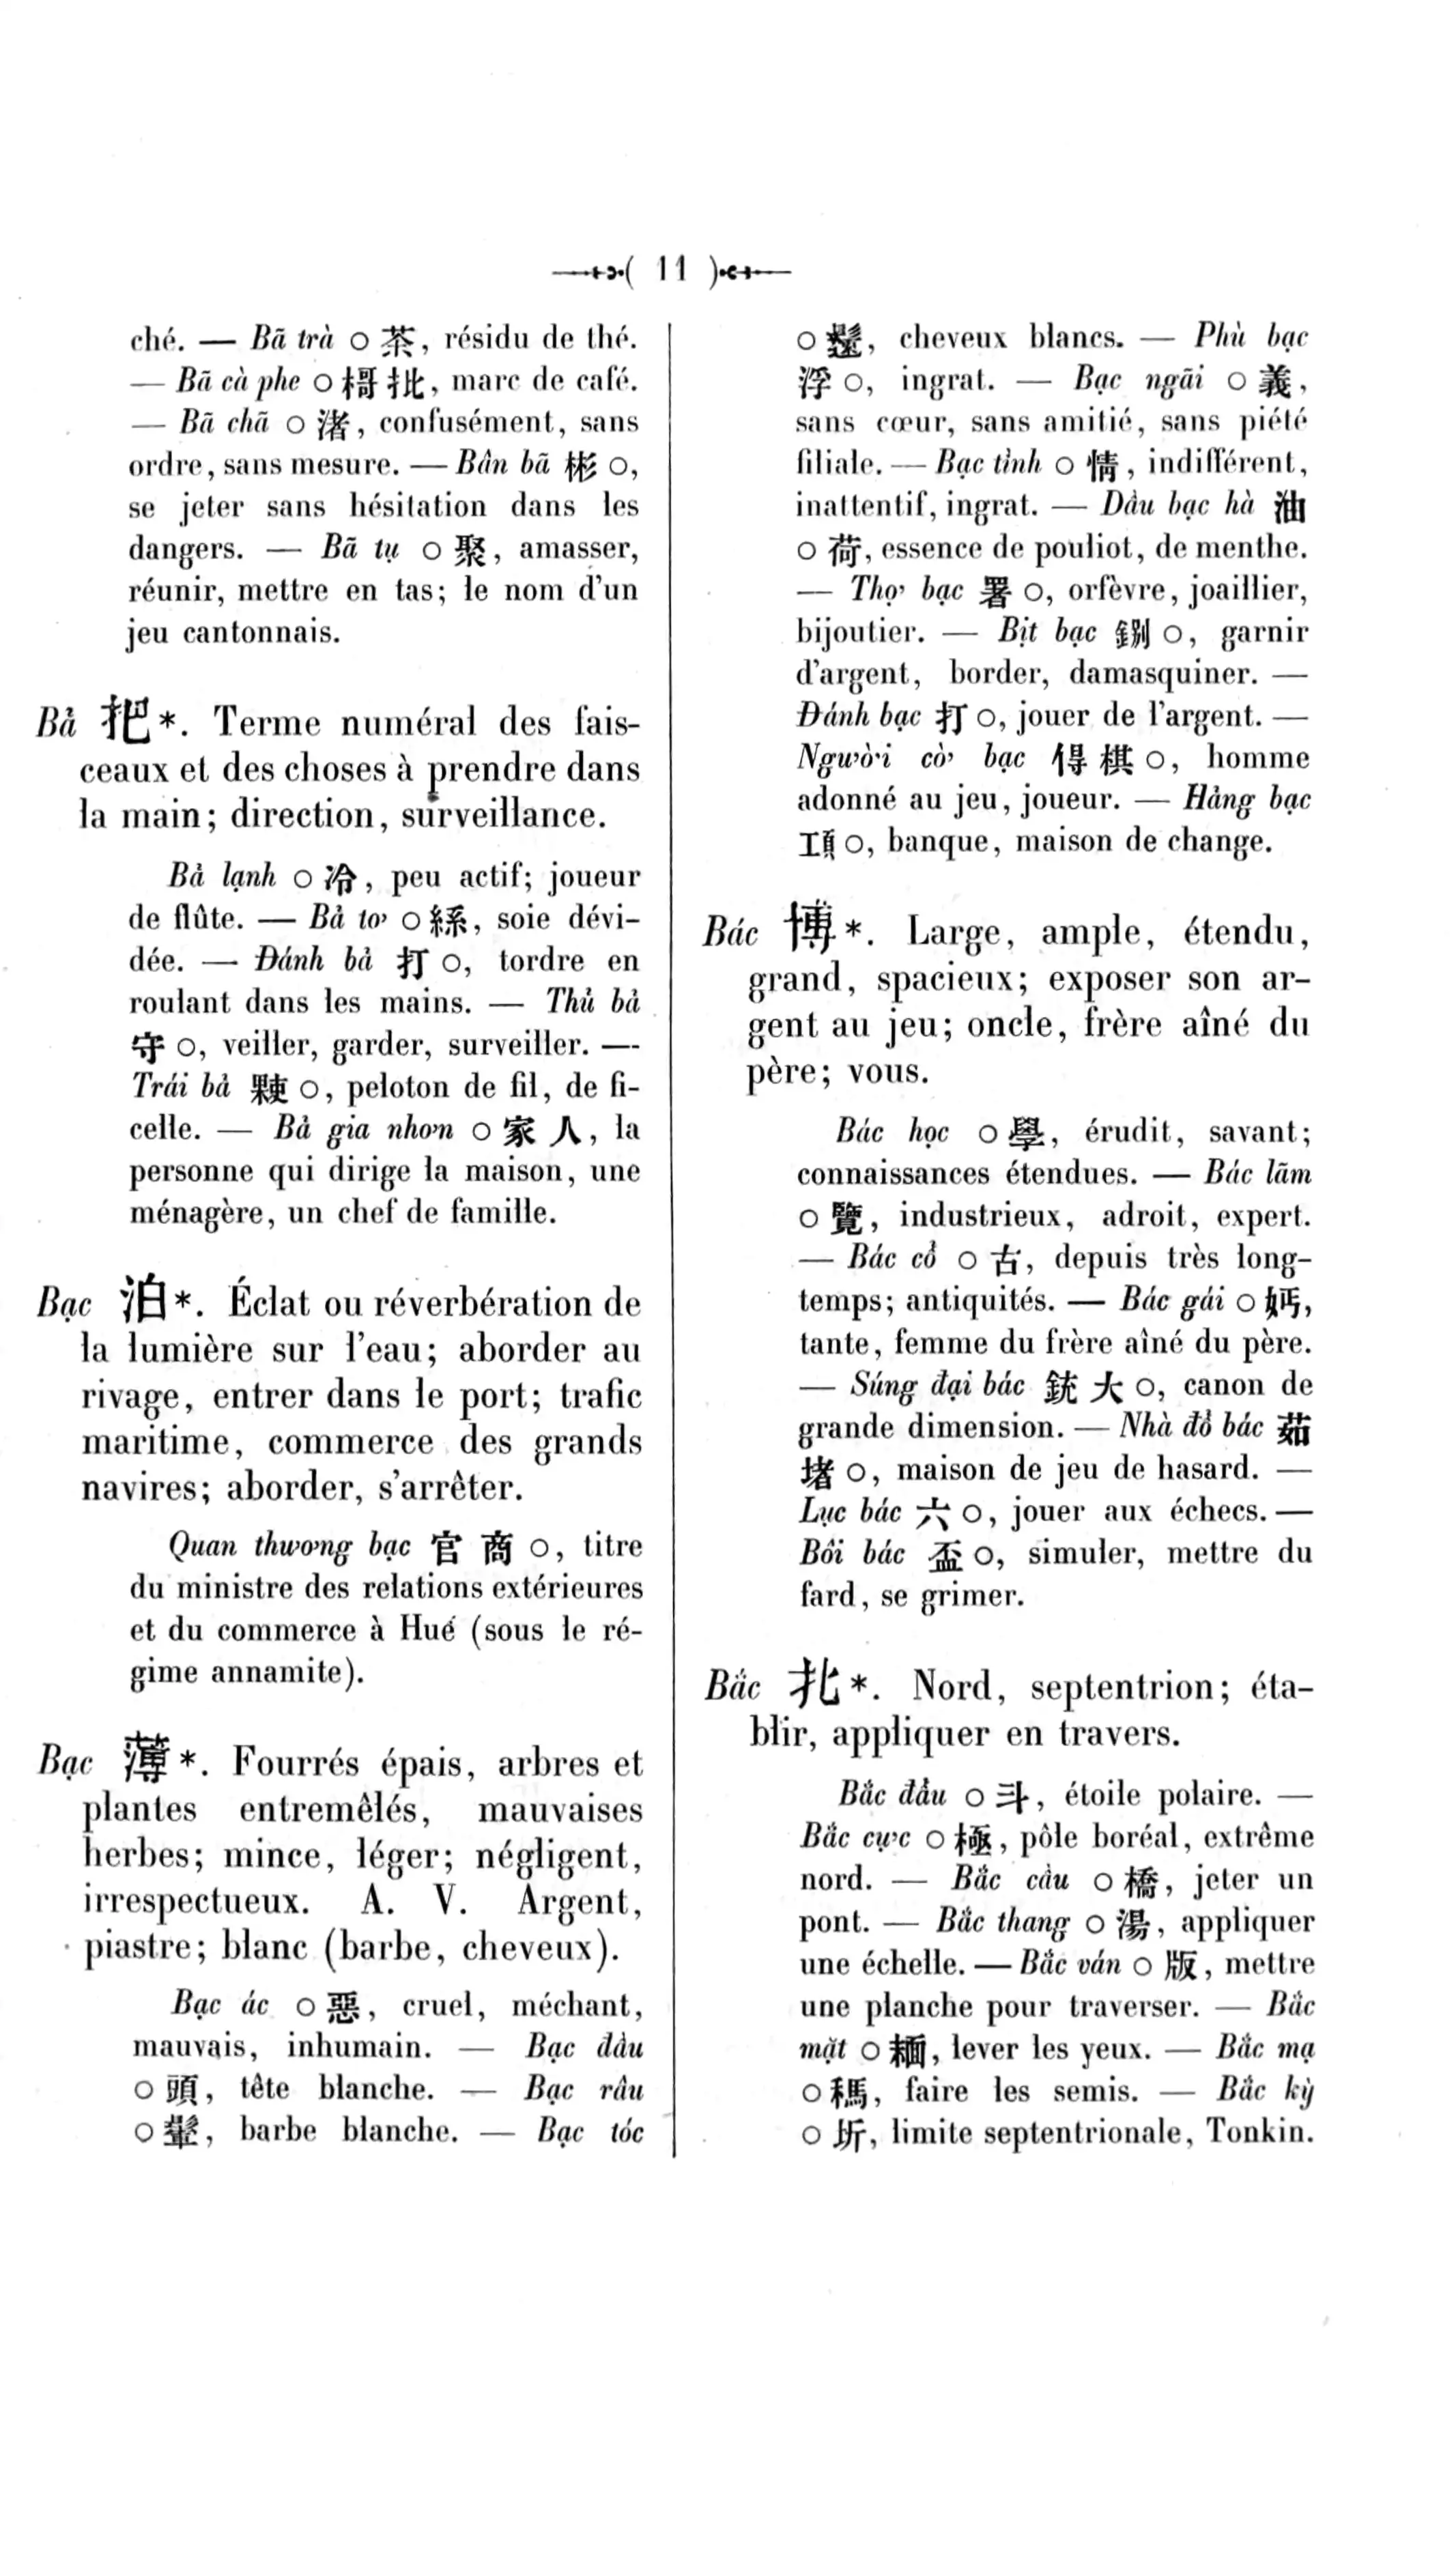 ( 11 )
ché. — Bã trà ○ 茶, résidu de thé.
— Bã cà phe ○ 㗎 批, marc de café.
— Bã chã ○ 渚, confusément, sans
ordre, sans mesure. — Bân bã 彬 ○,
se jeter sans hésitation dans les
dangers. — Bã tụ ○ 聚, amasser,
réunir, mettre en tas; le nom d'un
jeu cantonnais.
Bả 把*. Terme numéral des fais-
ceaux et des choses à prendre dans
la main; direction, surveillance.
Bả lạnh ○ 冷, peu actif; joueur
de flûte. — Bả tơ ○ 絲, soie dévi-
dée. — Đánh bả 打 ○, tordre en
roulant dans les mains. — Thủ bả
守 ○, veiller, garder, surveiller. —
Trái bả ○, peloton de fil, de fi-
celle. — Bả gia nhơn ○ 家 人, la
personne qui dirige la maison, une
ménagère, un chef de famille.
Bạc 泊*. Éclat ou réverbération de
la lumière sur l'eau; aborder au
rivage, entrer dans le port; trafic
maritime, commerce des grands
navires; aborder, s'arrêter.
Quan thương bạc 官 商 ○, titre
du ministre des relations extérieures
et du commerce à Hué (sous le ré-
gime annamite).
Bạc 薄*. Fourrés épais, arbres et
plantes entremêlés, mauvaises
herbes; mince, léger; négligent,
irrespectueux. A. V. Argent,
piastre; blanc (barbe, cheveux).
Bạc ác ○ 惡, cruel, méchant,
mauvais, inhumain. — Bạc đầu
○ 頭, tête blanche. — Bạc râu
○, barbe blanche. — Bạc tóc
○, cheveux blancs. — Phù bạc
浮 ○, ingrat. — Bạc ngãi ○ 義,
sans cœur, sans amitié, sans piété
filiale. — Bạc tình ○ 情, indifférent,
inattentif, ingrat. — Dầu bạc hà 油
○ 荷, essence de pouliot, de menthe.
— Thợ bạc 署 ○, orfèvre, joaillier,
bijoutier. — Bịt bạc ○, garnir
d'argent, border, damasquiner. —
Đánh bạc 打 ○, jouer de l'argent. —
Người cờ bạc 得 棋 ○, homme
adonné au jeu, joueur. — Hàng bạc
項 ○, banque, maison de change.
Bác 博*. Large, ample, étendu,
grand, spacieux; exposer son ar-
gent au jeu; oncle, frère aîné du
père; vous.
Bác học ○ 學, érudit, savant;
connaissances étendues. — Bác lãm
○ 覽, industrieux, adroit, expert.
— Bác cổ ○ 古, depuis très long-
temps; antiquités. — Bác gái ○,
tante, femme du frère aîné du père.
— Súng đại bác 銃 大 ○, canon de
grande dimension. — Nhà đổ bác 茹
堵 ○, maison de jeu de hasard. —
Lục bác 六 ○, jouer aux échecs. —
Bôi bác 盃 ○, simuler, mettre du
fard, se grimer.
Bắc 北*. Nord, septentrion; éta-
blir, appliquer en travers.
Bắc đẩu ○ 斗, étoile polaire. —
Bắc cực ○ 極, pôle boréal, extrême
nord. — Bắc cầu ○ 橋, jeter un
pont. — Bắc thang ○ 湯, appliquer
une échelle. — Bắc ván ○ 版, mettre
une planche pour traverser. — Bắc
mặt ○ 䩞, lever les yeux. — Bắc mạ
○, faire les semis. — Bắc kỳ
○ 圻, limite septentrionale, Tonkin.